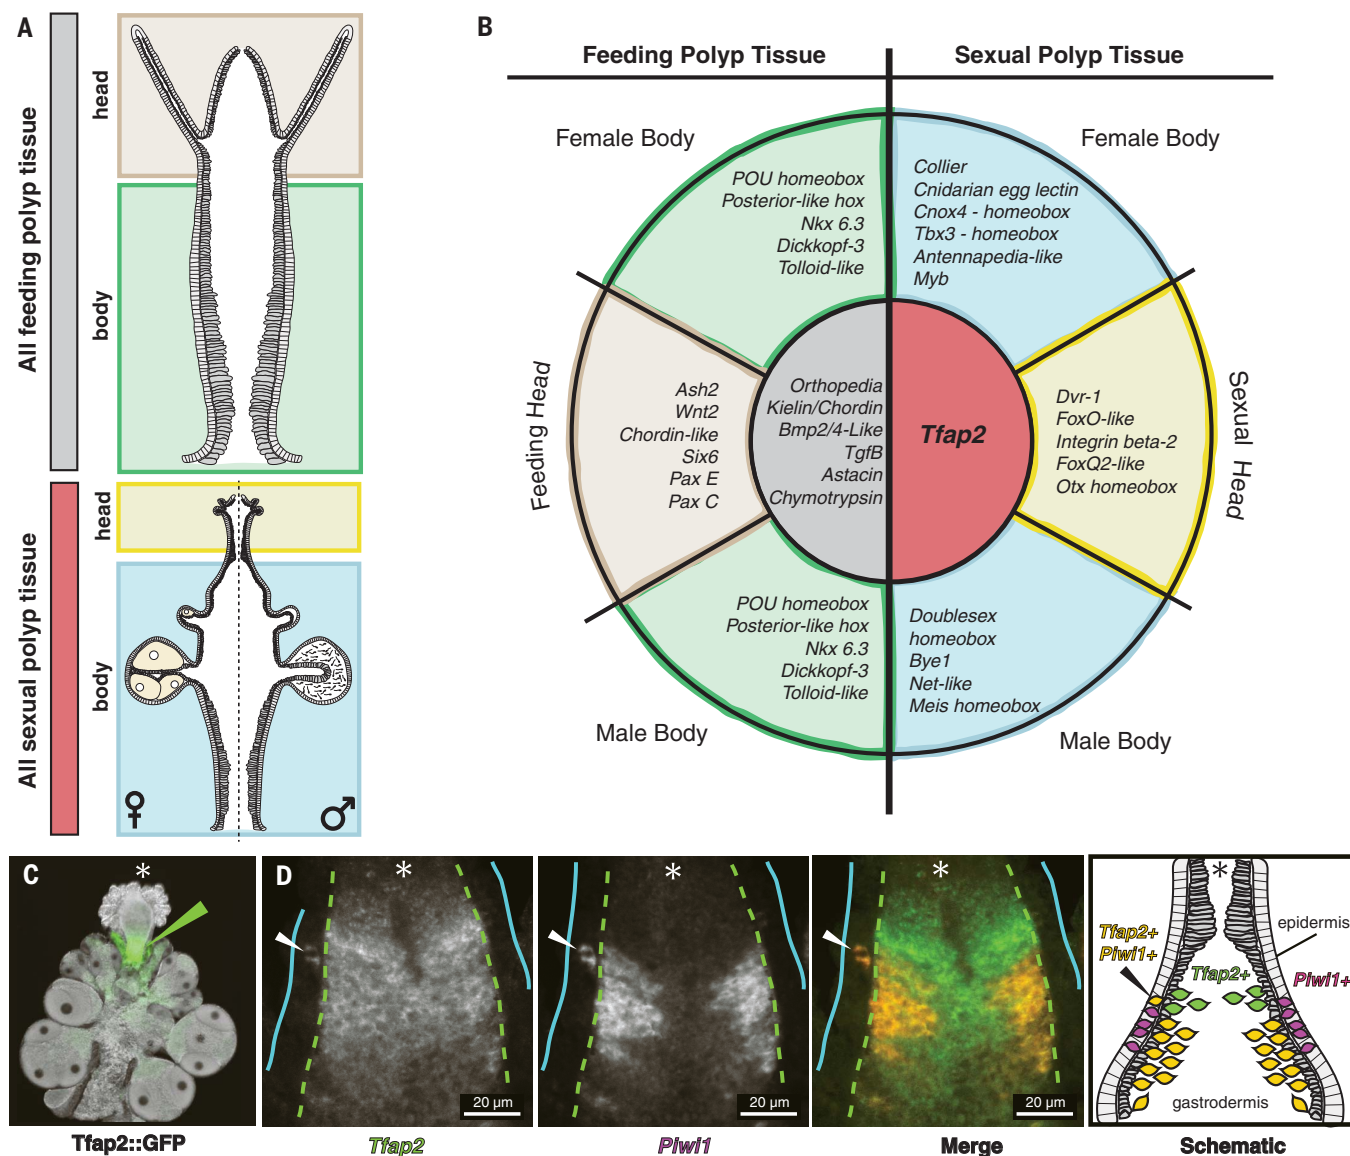 A
All feeding polyp tissue
head
body
All sexual polyp tissue
head
body
♀
♂
B
Feeding Polyp Tissue
Sexual Polyp Tissue
Female Body
POU homeobox
Posterior-like hox
Nkx 6.3
Dickkopf-3
Tolloid-like
Female Body
Collier
Cnidarian egg lectin
Cnox4 - homeobox
Tbx3 - homeobox
Antennapedia-like
Myb
Feeding Head
Ash2
Wnt2
Chordin-like
Six6
Pax E
Pax C
Orthopedia
Kielin/Chordin
Bmp2/4-Like
TgfB
Astacin
Chymotrypsin
Tfap2
Dvr-1
FoxO-like
Integrin beta-2
FoxQ2-like
Otx homeobox
Sexual Head
POU homeobox
Posterior-like hox
Nkx 6.3
Dickkopf-3
Tolloid-like
Male Body
Doublesex
homeobox
Bye1
Net-like
Meis homeobox
Male Body
C
*
Tfap2::GFP
D
*
20 µm
Tfap2
*
20 µm
Piwi1
*
20 µm
Merge
*
epidermis
Tfap2+
Piwi1+
Tfap2+
Piwi1+
gastrodermis
Schematic